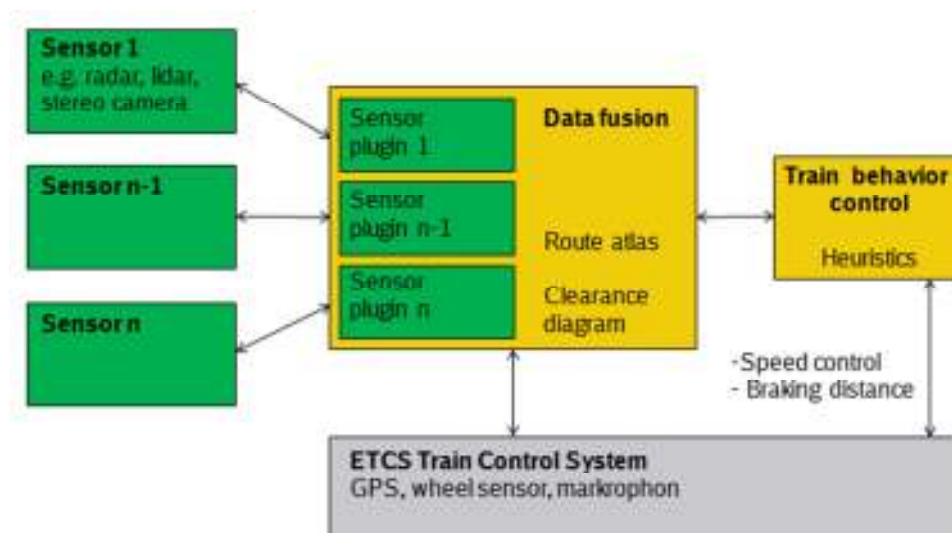 Sensor 1
e.g. radar, lidar,
stereo camera
Sensor n-1
Sensor n
Sensor
plugin 1
Sensor
plugin n-1
Sensor
plugin n
Data fusion
Route atlas
Clearance
diagram
Train behavior
control
Heuristics
-Speed control
- Braking distance
ETCS Train Control System
GPS, wheel sensor, markrophon